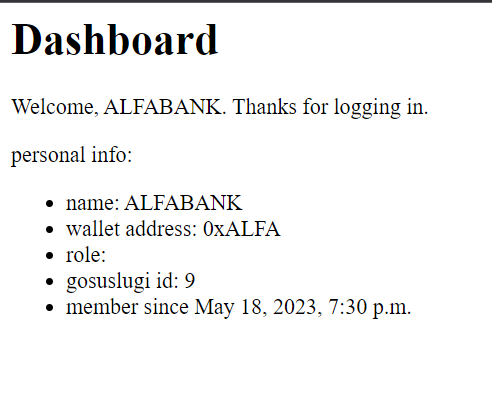 Dashboard
Welcome, ALFABANK. Thanks for logging in.
personal info:
name: ALFABANK
wallet address: 0xALFA
role:
gosuslugi id: 9
member since May 18, 2023, 7:30 p.m.